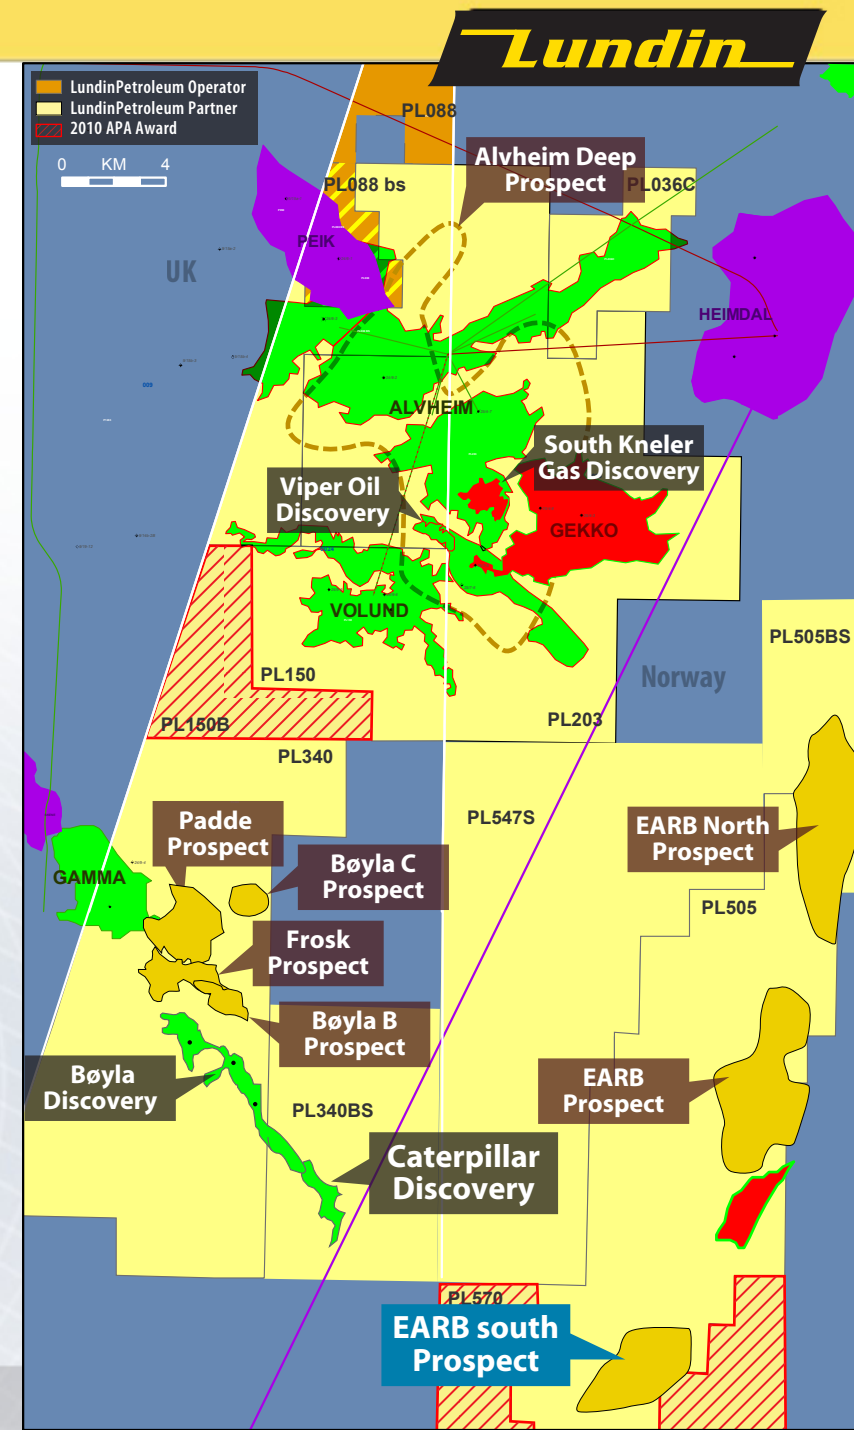 Lundin
LundinPetroleum Operator
LundinPetroleum Partner
2010 APA Award
0 KM 4
PL088
Alvheim Deep
Prospect
PL088 bs
PL036C
PEIK
UK
HEIMDAL
ALVHEIM
South Kneler
Gas Discovery
Viper Oil
Discovery
GEKKO
VOLUND
PL505BS
PL150
Norway
PL150B
PL203
PL340
PL547S
Padde
Prospect
EARB North
Prospect
Bøyla C
Prospect
GAMMA
PL505
Frosk
Prospect
Bøyla B
Prospect
Bøyla
Discovery
EARB
Prospect
PL340BS
Caterpillar
Discovery
PL570
EARB south
Prospect